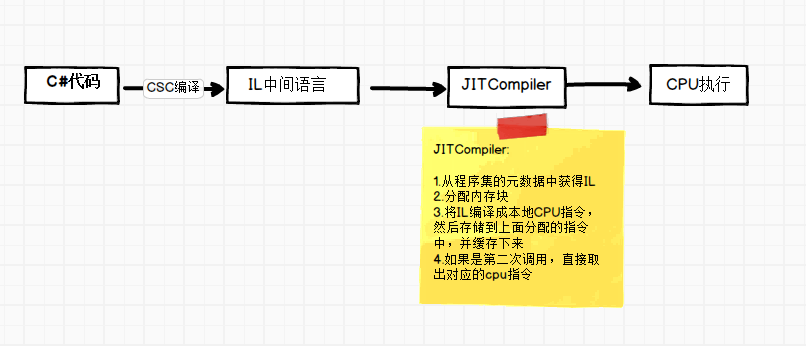 C#代码
CSC编译
IL中间语言
JITCompiler
CPU执行
JITCompiler:
1.从程序集的元数据中获得IL
2.分配内存块
3.将IL编译成本地CPU指令，
然后存储到上面分配的指令
中，并缓存下来
4.如果是第二次调用，直接取
出对应的cpu指令